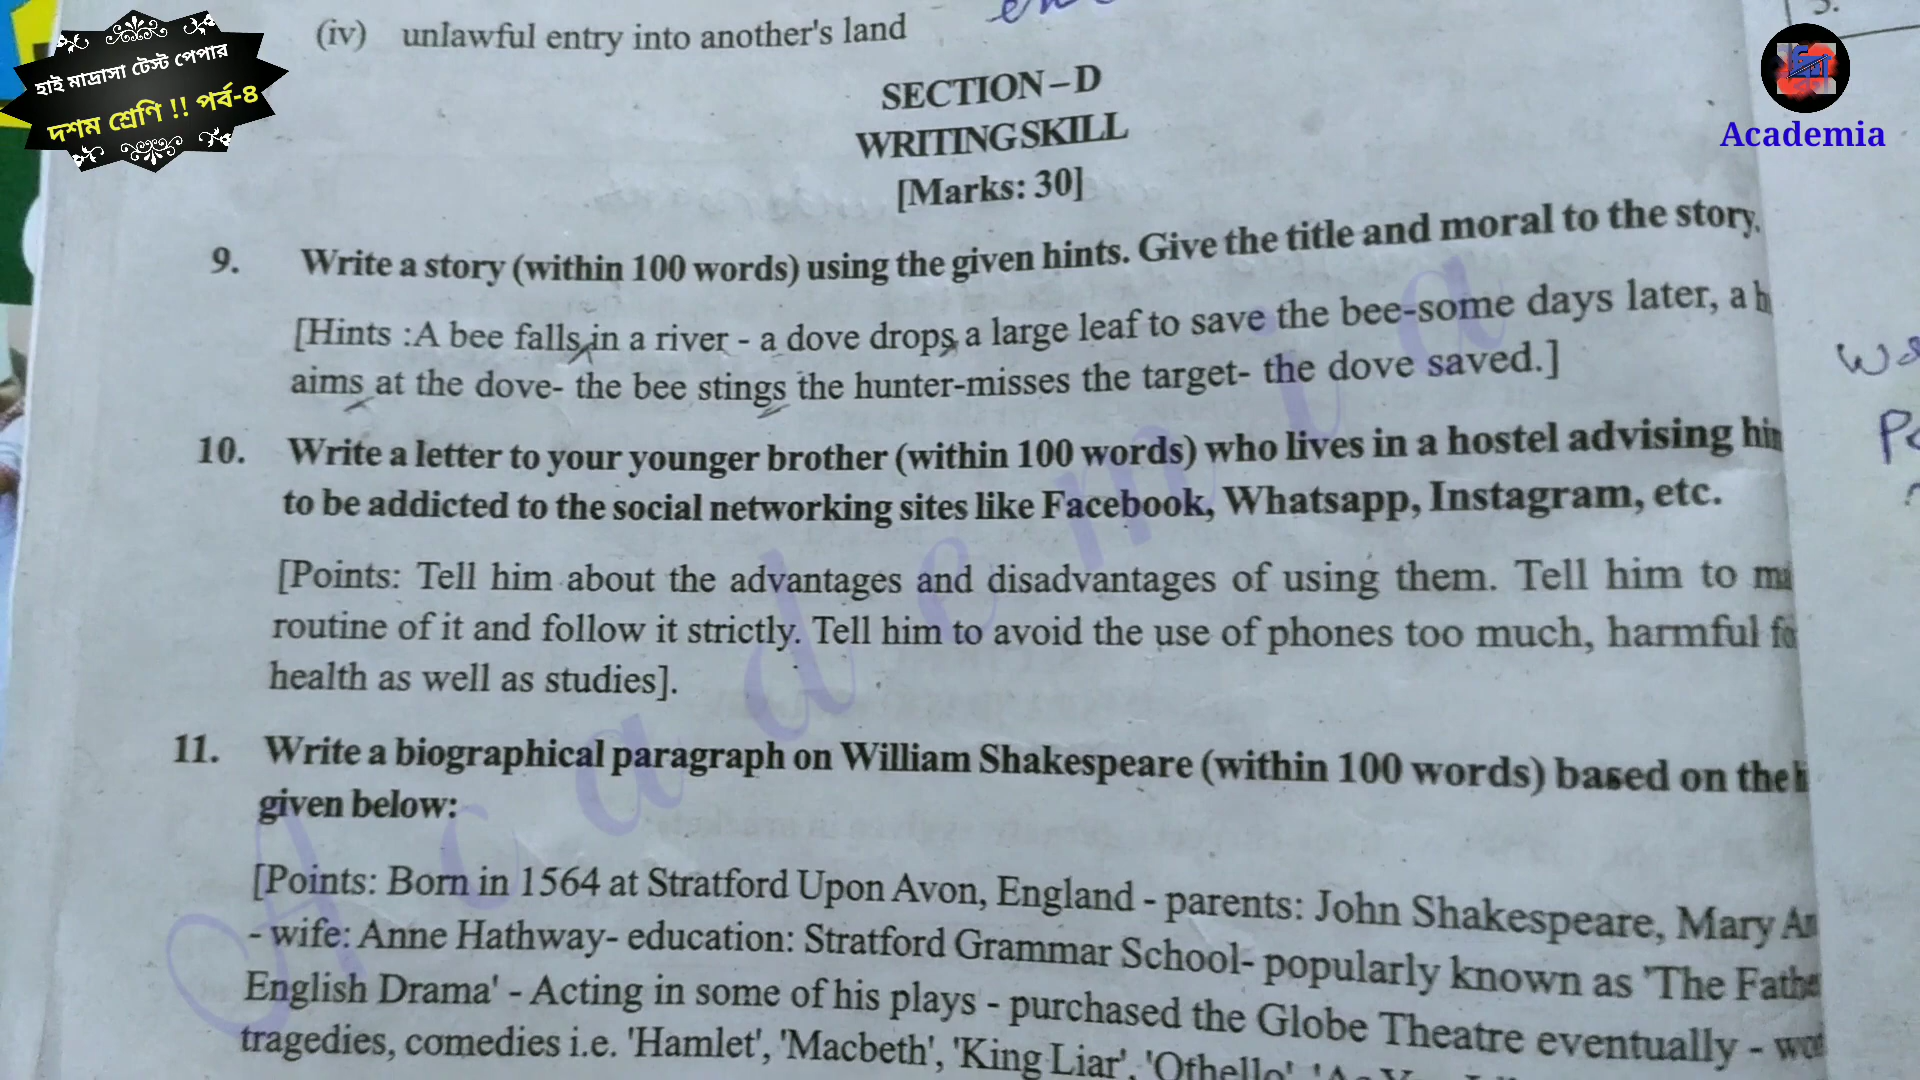 হাই মাদ্রাসা টেস্ট পেপার
দশম শ্রেণি !! পর্ব-৪
Academia
(iv) unlawful entry into another's land
SECTION–D
WRITING SKILL
[Marks: 30]
9. Write a story (within 100 words) using the given hints. Give the title and moral to the story.
[Hints :A bee falls in a river - a dove drops a large leaf to save the bee-some days later, a
aims at the dove- the bee stings the hunter-misses the target- the dove saved.]
10. Write a letter to your younger brother (within 100 words) who lives in a hostel advising
to be addicted to the social networking sites like Facebook, Whatsapp, Instagram, etc.
[Points: Tell him about the advantages and disadvantages of using them. Tell him to
routine of it and follow it strictly. Tell him to avoid the use of phones too much, harmful
health as well as studies].
11. Write a biographical paragraph on William Shakespeare (within 100 words) based on the
given below:
[Points: Born in 1564 at Stratford Upon Avon, England - parents: John Shakespeare, Mary
- wife: Anne Hathway- education: Stratford Grammar School- popularly known as 'The
English Drama' - Acting in some of his plays - purchased the Globe Theatre eventually -
tragedies, comedies i.e. 'Hamlet', 'Macbeth', 'King Liar', 'Othello'
Academia